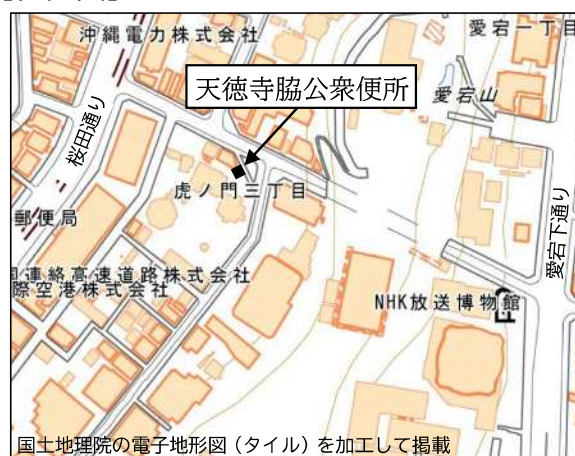 沖縄電力株式会社
愛宕一丁目
天徳寺脇公衆便所
愛宕山
桜田通り
虎ノ門三丁目
郵便局
愛宕下通り
連絡高速道路株式会社
際空港株式会社
NHK放送博物館
国土地理院の電子地形図（タイル）を加工して掲載